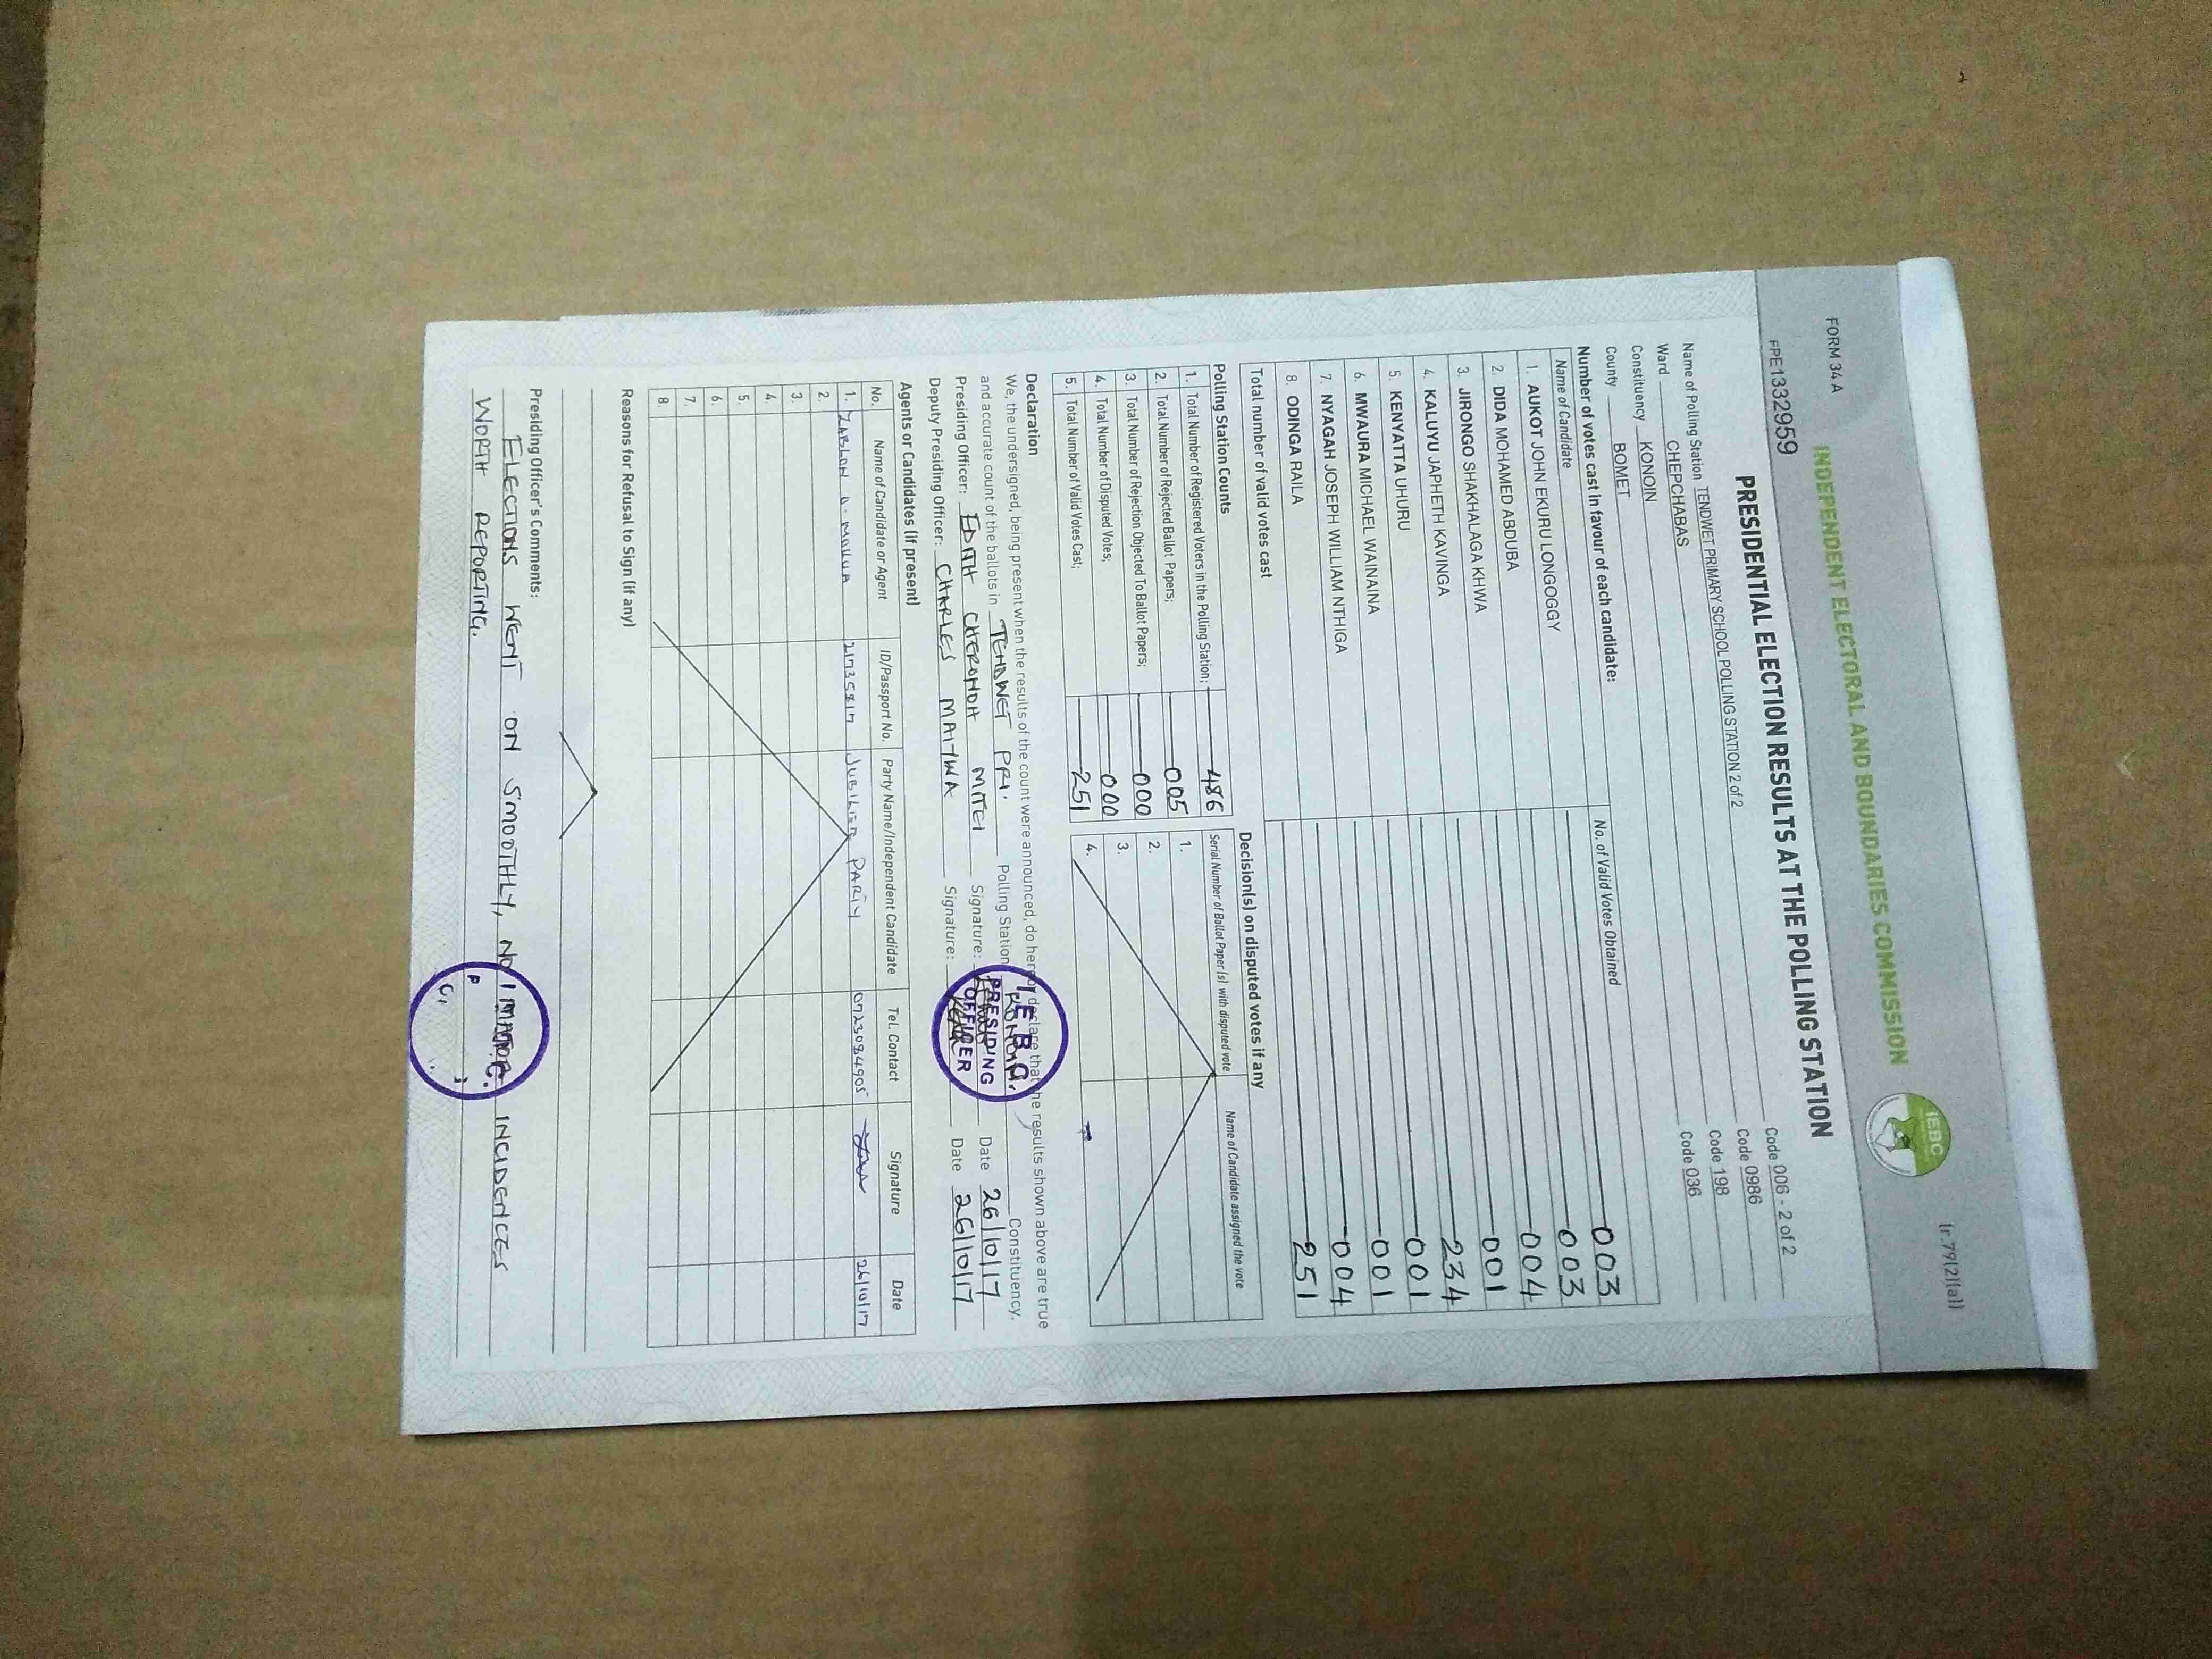 FORM 34 A
(r.79(2)(a))
INDEPENDENT ELECTORAL AND BOUNDARIES COMMISSION
IEBC
FPE1332959
PRESIDENTIAL ELECTION RESULTS AT THE POLLING STATION
Name of Polling Station TENDWET PRIMARY SCHOOL POLLING STATION 2 of 2 Code 006 - 2 of 2
Ward CHEPCHABAS Code 0986
Constituency KONOIN Code 198
County BOMET Code 036
Number of votes cast in favour of each candidate:
Name of Candidate No. of Valid Votes Obtained
1. AUKOT JOHN EKURU LONGOGGY 003
2. DIDA MOHAMED ABDUBA 003
3. JIRONGO SHAKHALAGA KHWA 004
4. KALUYU JAPHETH KAVINGA 001
5. KENYATTA UHURU 234
6. MWAURA MICHAEL WAINAINA 001
7. NYAGAH JOSEPH WILLIAM NTHIGA 001
8. ODINGA RAILA 004
Total number of valid votes cast 251
Polling Station Counts
1. Total Number of Registered Voters in the Polling Station; 486
2. Total Number of Rejected Ballot Papers; 005
3. Total Number of Rejection Objected To Ballot Papers; 000
4. Total Number of Disputed Votes; 000
5. Total Number of Valid Votes Cast; 251
Decision(s) on disputed votes if any
Serial Number of Ballot Paper (s) with disputed vote Name of Candidate assigned the vote
1.
2.
3.
4.
Declaration
We, the undersigned, being present when the results of the count were announced, do hereby declare that the results shown above are true
and accurate count of the ballots in TENDWET PRI. Polling Station KONOIN Constituency.
Presiding Officer: EDITH CHERONOH MITEI Signature: Date 26/10/17
Deputy Presiding Officer: CHARLES MAITWA Signature: Date 26/10/17
IEBC
PRESIDING
OFFICER
Agents or Candidates (if present)
No. Name of Candidate or Agent ID/Passport No. Party Name/Independent Candidate Tel. Contact Signature Date
1. ZABLON O. 21735817 JUBILEE PARTY 0723084905 26/10/17
2.
3.
4.
5.
6.
7.
8.
Reasons for Refusal to Sign (if any)
Presiding Officer's Comments:
ELECTIONS WENT ON SMOOTHLY, NO INCIDENCES
WORTH REPORTING.